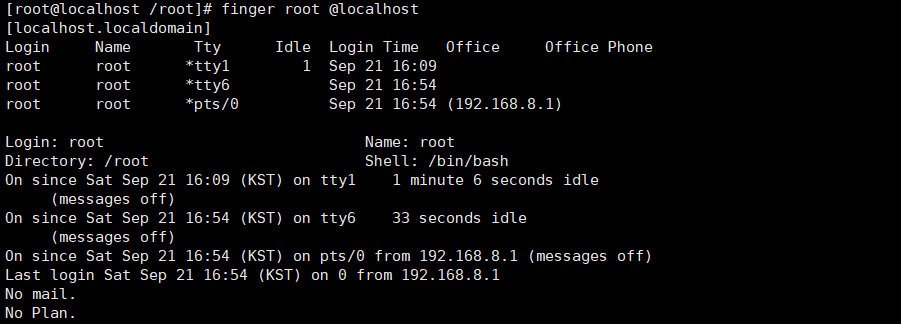 [root@localhost /root]# finger root @localhost
[localhost.localdomain]
Login     Name       Tty      Idle  Login Time   Office     Office Phone
root      root      *tty1        1  Sep 21 16:09
root      root      *tty6           Sep 21 16:54
root      root      *pts/0          Sep 21 16:54 (192.168.8.1)
Login: root                             Name: root
Directory: /root                        Shell: /bin/bash
On since Sat Sep 21 16:09 (KST) on tty1    1 minute 6 seconds idle
     (messages off)
On since Sat Sep 21 16:54 (KST) on tty6    33 seconds idle
     (messages off)
On since Sat Sep 21 16:54 (KST) on pts/0 from 192.168.8.1 (messages off)
Last login Sat Sep 21 16:54 (KST) on 0 from 192.168.8.1
No mail.
No Plan.